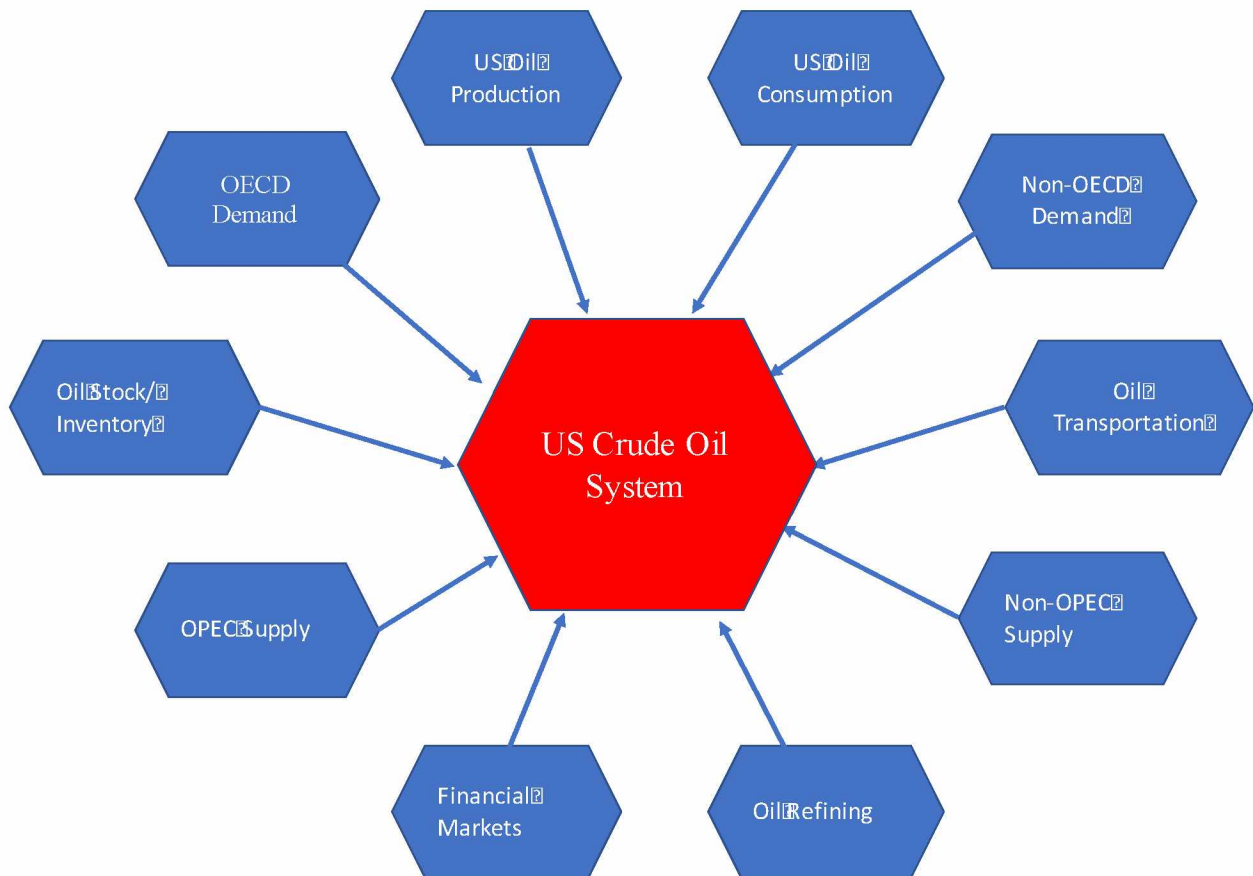 US Oil
Production
US Oil
Consumption
OECD
Demand
Non-OECD
Demand
Oil Stock/
Inventory
Oil
Transportation
US Crude Oil
System
OPEC Supply
Non-OPEC
Supply
Financial
Markets
Oil Refining